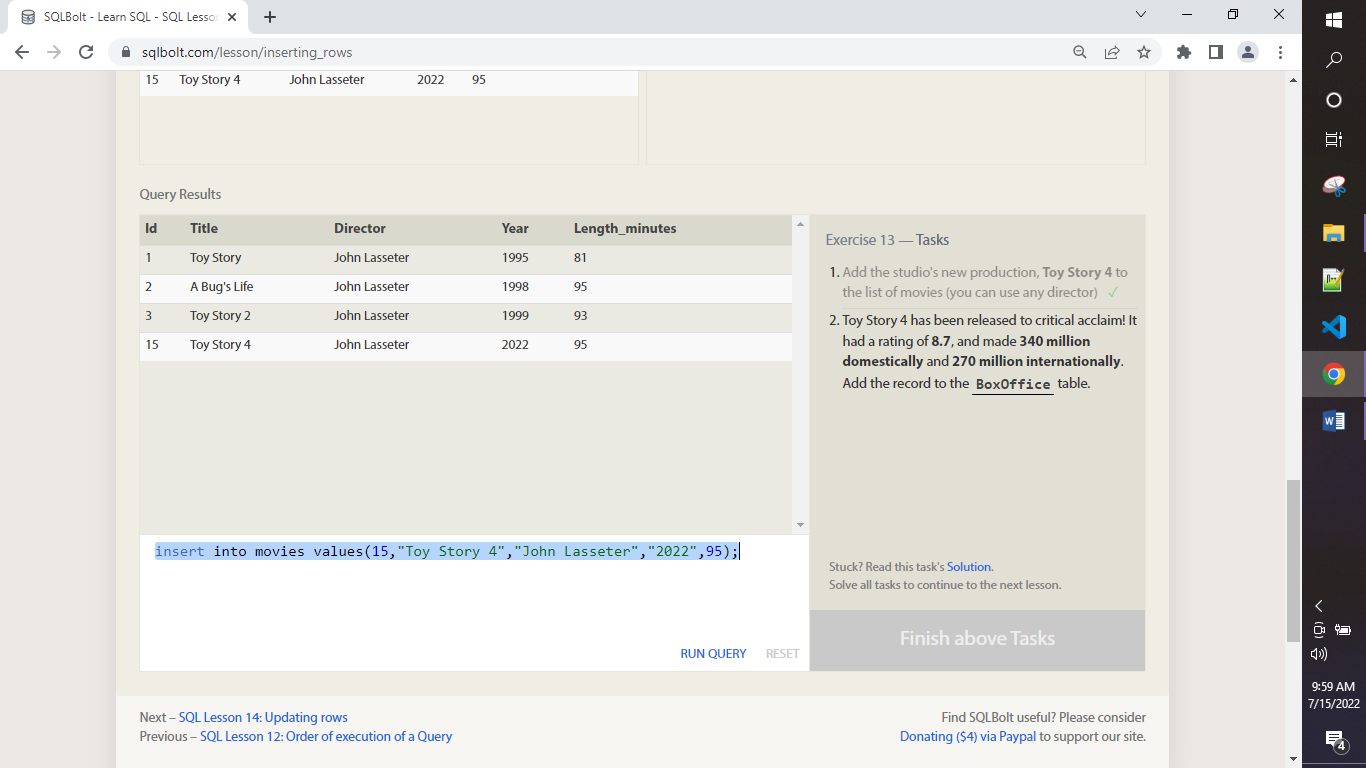 SQLBolt - Learn SQL - SQL Lesso
sqlbolt.com/lesson/inserting_rows
15 Toy Story 4 John Lasseter 2022 95
Query Results
Id Title Director Year Length_minutes
1 Toy Story John Lasseter 1995 81
2 A Bug's Life John Lasseter 1998 95
3 Toy Story 2 John Lasseter 1999 93
15 Toy Story 4 John Lasseter 2022 95
insert into movies values(15,"Toy Story 4","John Lasseter","2022",95);
RUN QUERY RESET
Exercise 13 — Tasks
1. Add the studio's new production, Toy Story 4 to
the list of movies (you can use any director) ✓
2. Toy Story 4 has been released to critical acclaim! It
had a rating of 8.7, and made 340 million
domestically and 270 million internationally.
Add the record to the BoxOffice table.
Stuck? Read this task's Solution.
Solve all tasks to continue to the next lesson.
Finish above Tasks
Next – SQL Lesson 14: Updating rows
Previous – SQL Lesson 12: Order of execution of a Query
Find SQLBolt useful? Please consider
Donating ($4) via Paypal to support our site.
9:59 AM
7/15/2022
4